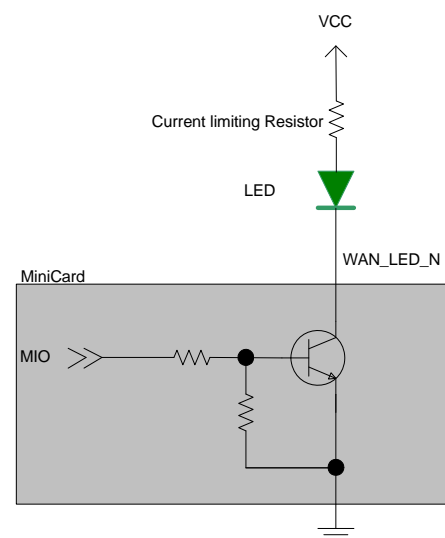 VCC
Current limiting Resistor
LED
WAN_LED_N
MiniCard
MIO